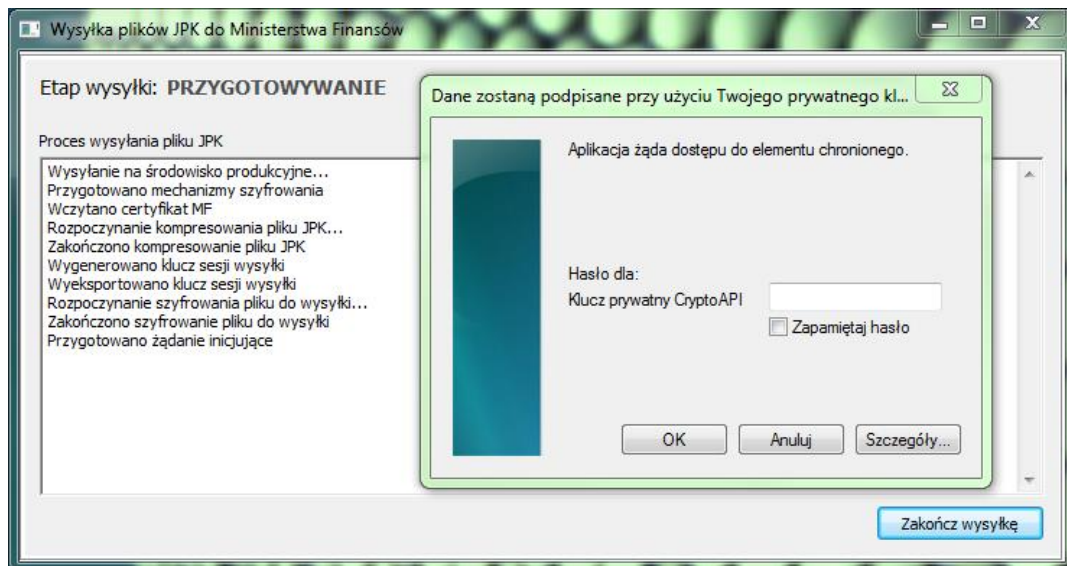 Wysyłka plików JPK do Ministerstwa Finansów
Etap wysyłki: PRZYGOTOWYWANIE
Proces wysyłania pliku JPK
Wysyłanie na środowisko produkcyjne...
Przygotowano mechanizmy szyfrowania
Wczytano certyfikat MF
Rozpoczynanie kompresowania pliku JPK...
Zakończono kompresowanie pliku JPK
Wygenerowano klucz sesji wysyłki
Wyeksportowano klucz sesji wysyłki
Rozpoczynanie szyfrowania pliku do wysyłki...
Zakończono szyfrowanie pliku do wysyłki
Przygotowano żądanie inicjujące
Dane zostaną podpisane przy użyciu Twojego prywatnego kl...
Aplikacja żąda dostępu do elementu chronionego.
Hasło dla:
Klucz prywatny CryptoAPI
Zapamiętaj hasło
OK Anuluj Szczegóły...
Zakończ wysyłkę